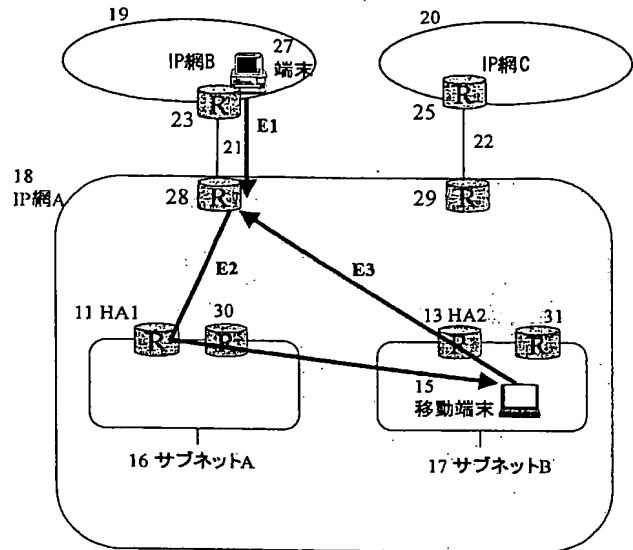 19
20
IP網B
27
端末
IP網C
R
23
R
25
E1
21
22
18
IP網A
28
R
29
R
E2
E3
11 HA1
30
13 HA2
31
R
R
R
R
15
移動端末
16 サブネットA
17 サブネットB